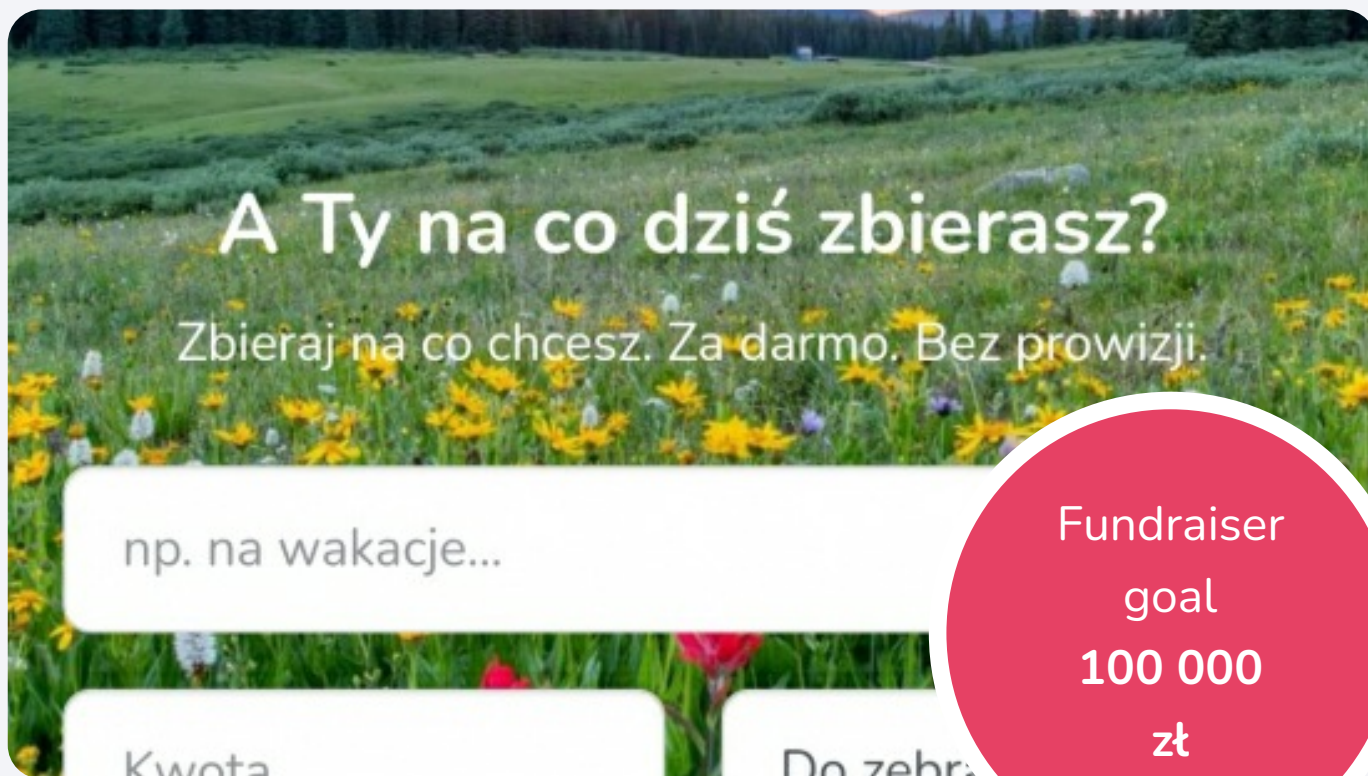 A Ty na co dziś zbierasz?
Zbieraj na co chcesz. Za darmo. Bez prowizji.
np. na wakacje...
Fundraiser
goal
100 000
zł
Kwota
Do